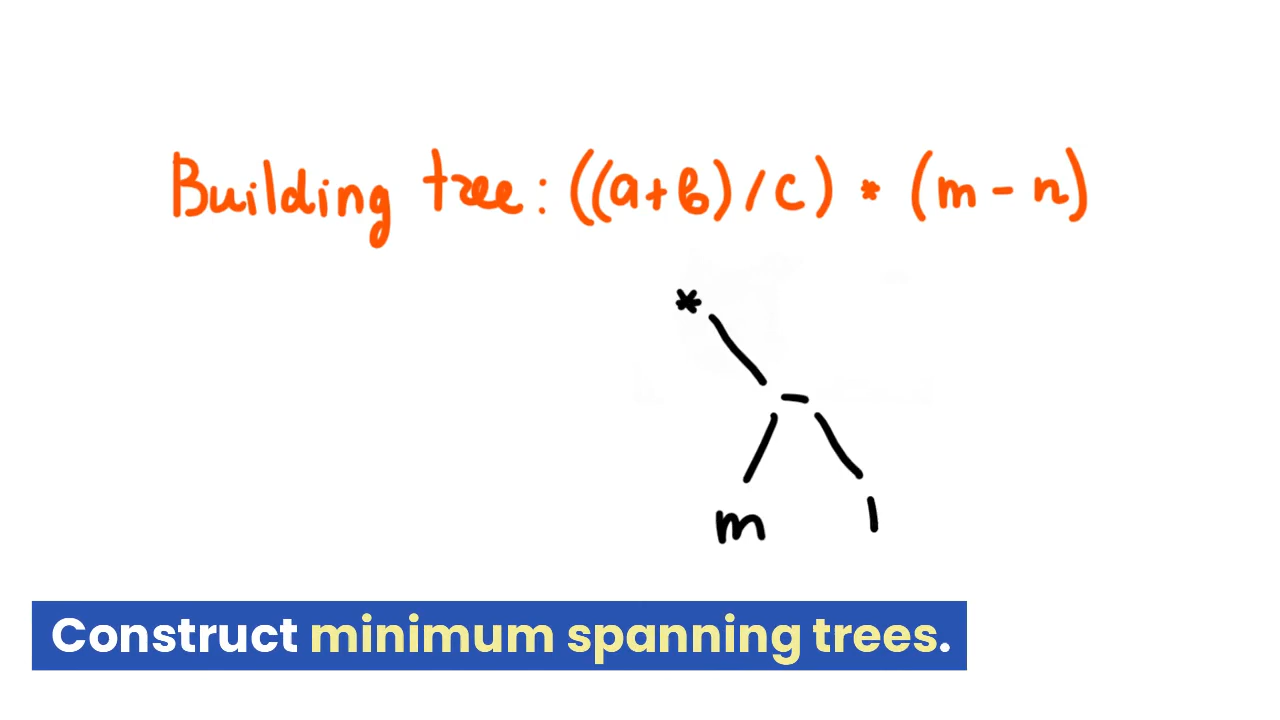 Building tree: ((a+b)/c) * (m - n)
*
-
m
Construct minimum spanning trees.